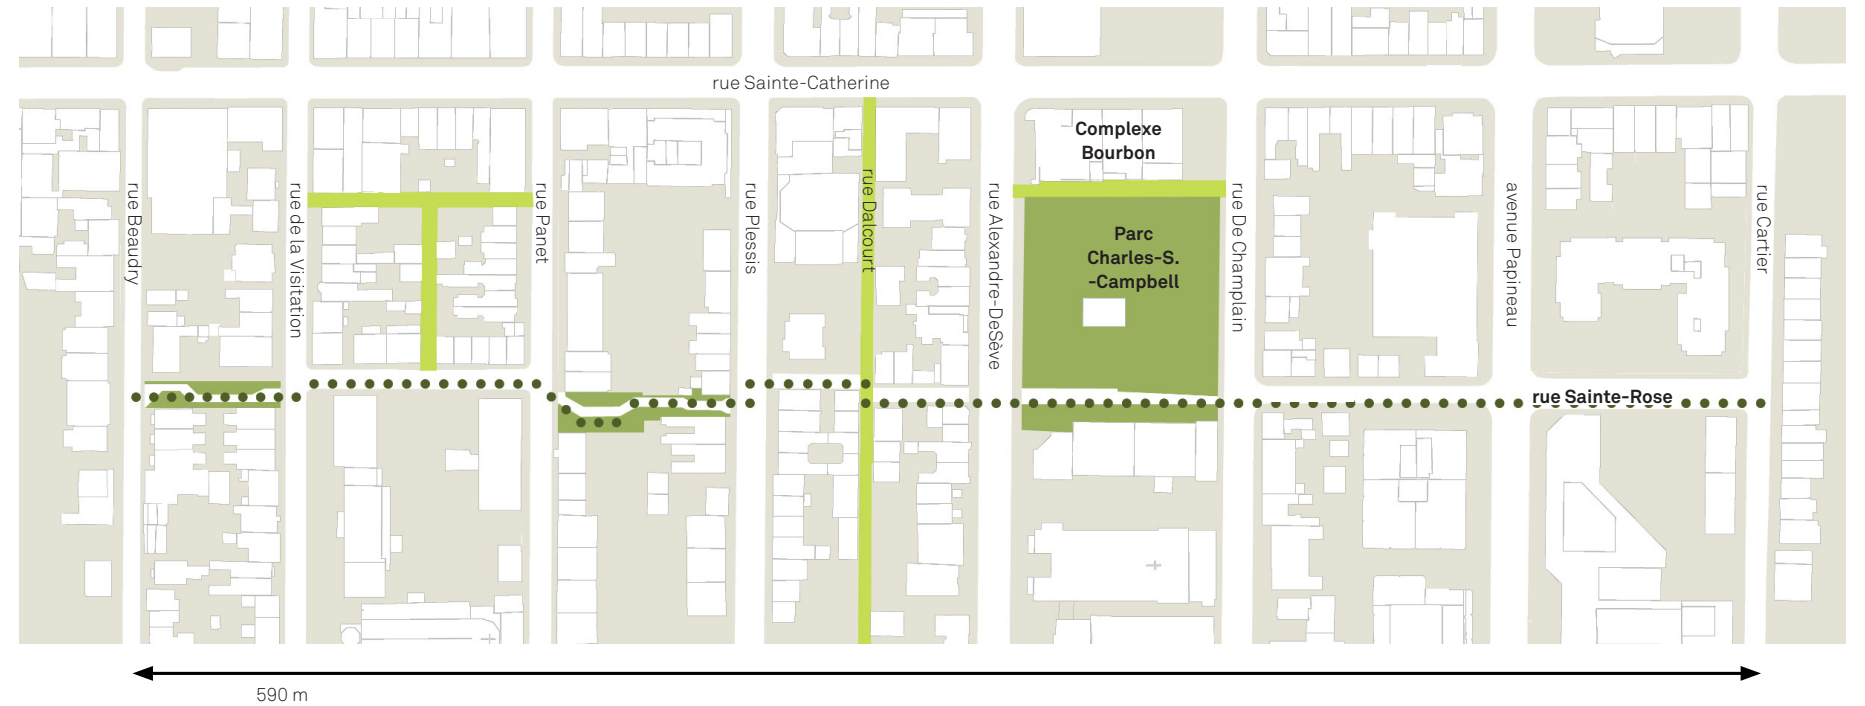 rue Sainte-Catherine
Complexe
Bourbon
rue Beaudry
rue de la Visitation
rue Panet
rue Plessis
rue Dalcourt
rue Alexandre-DeSève
Parc
Charles-S.
-Campbell
rue De Champlain
avenue Papineau
rue Cartier
rue Sainte-Rose
590 m